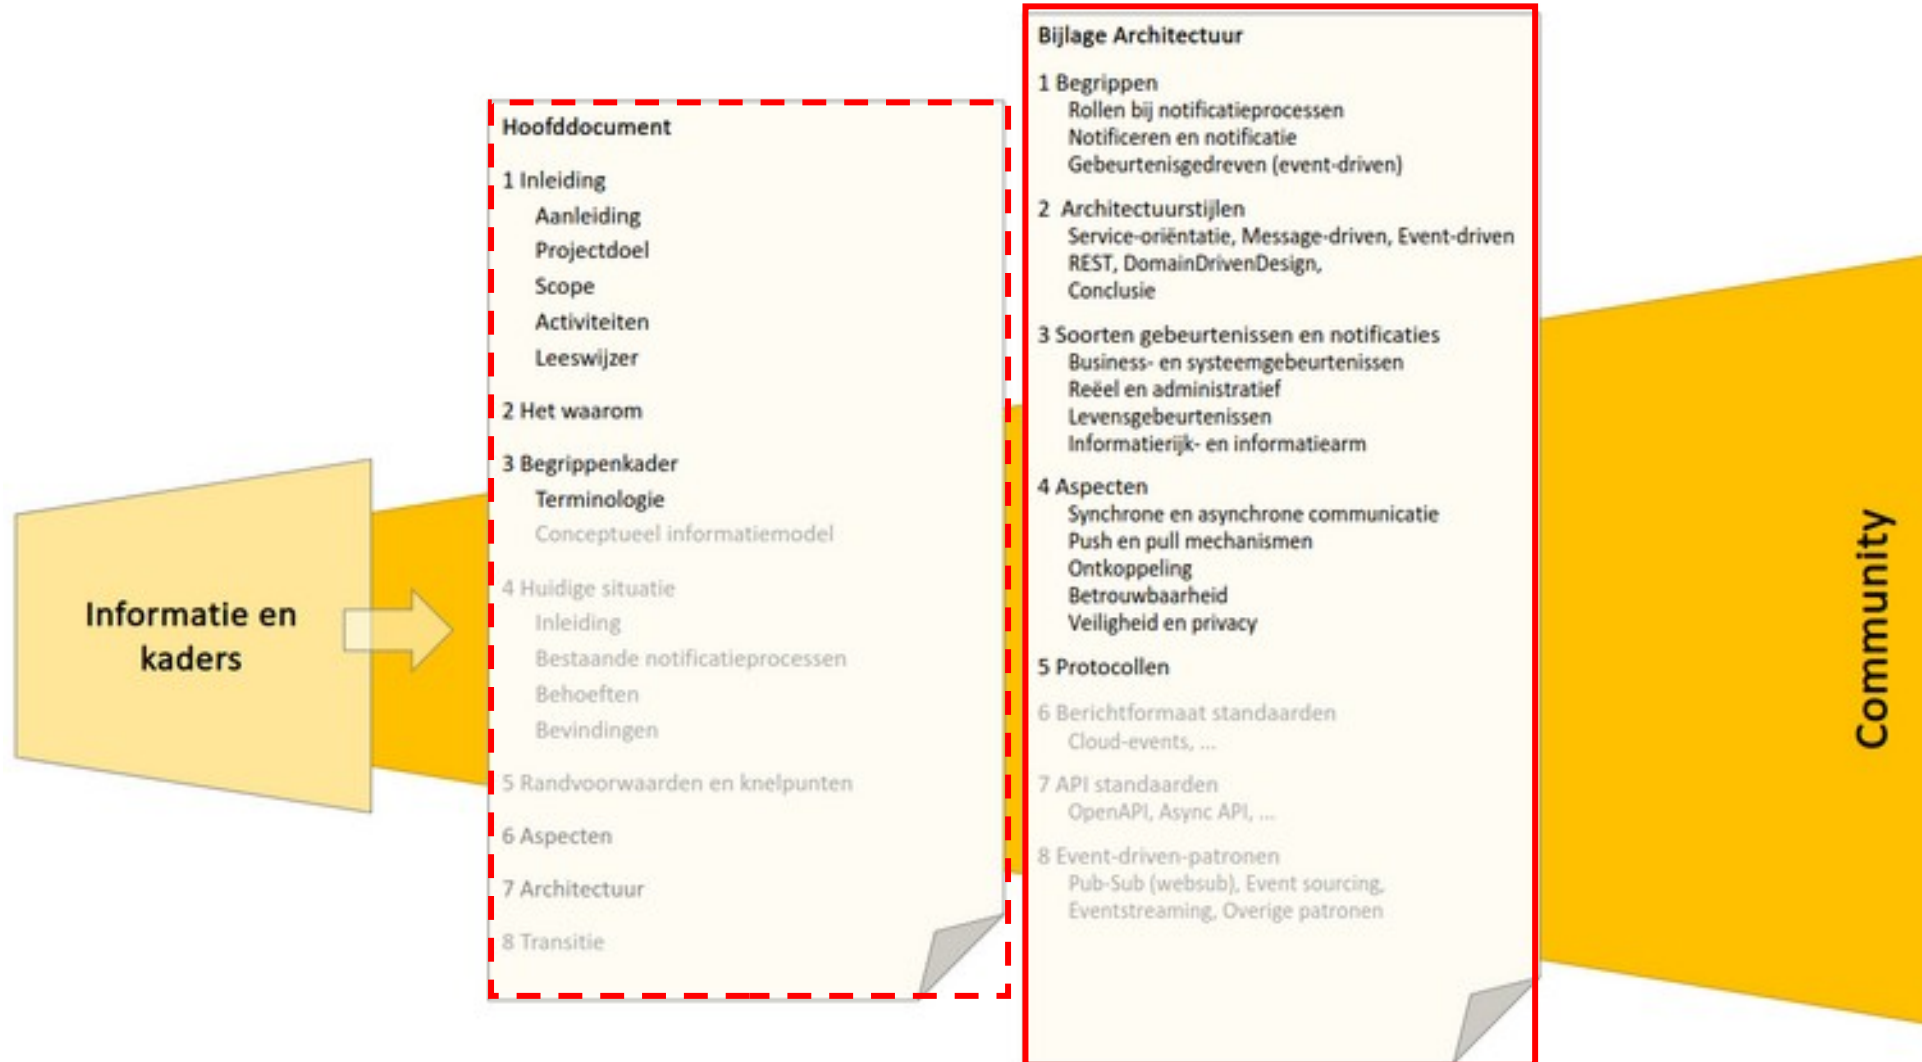 Informatie en
kaders
Hoofddocument
1 Inleiding
Aanleiding
Projectdoel
Scope
Activiteiten
Leeswijzer
2 Het waarom
3 Begrippenkader
Terminologie
Conceptueel informatiemodel
4 Huidige situatie
Inleiding
Bestaande notificatieprocessen
Behoeften
Bevindingen
5 Randvoorwaarden en knelpunten
6 Aspecten
7 Architectuur
8 Transitie
Bijlage Architectuur
1 Begrippen
Rollen bij notificatieprocessen
Notificeren en notificatie
Gebeurtenisgedreven (event-driven)
2 Architectuurstijlen
Service-oriëntatie, Message-driven, Event-driven
REST, DomainDrivenDesign,
Conclusie
3 Soorten gebeurtenissen en notificaties
Business- en systeemgebeurtenissen
Reëel en administratief
Levensgebeurtenissen
Informatierijk- en informatiearm
4 Aspecten
Synchrone en asynchrone communicatie
Push en pull mechanismen
Ontkoppeling
Betrouwbaarheid
Veiligheid en privacy
5 Protocollen
6 Berichtformaat standaarden
Cloud-events, ...
7 API standaarden
OpenAPI, Async API, ...
8 Event-driven-patronen
Pub-Sub (websub), Event sourcing,
Eventstreaming, Overige patronen
Community